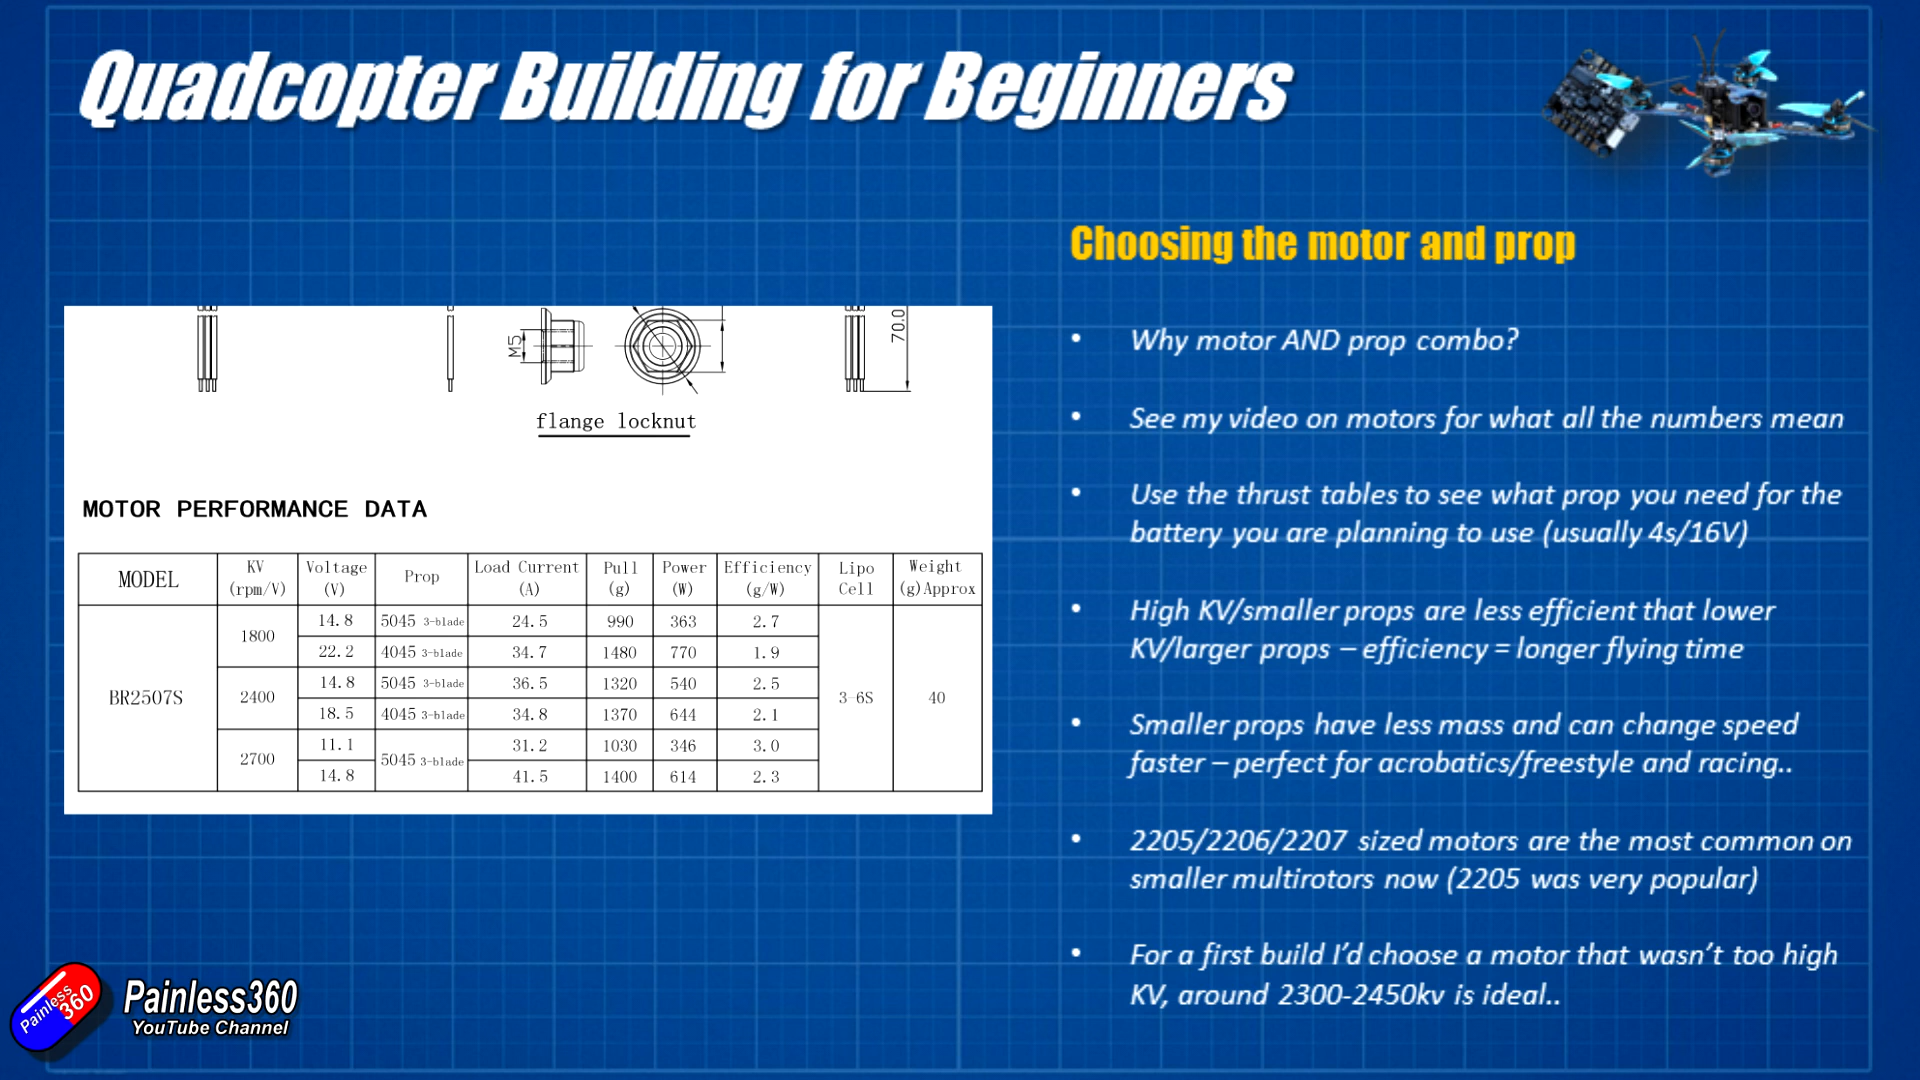 Quadcopter Building for Beginners
Choosing the motor and prop
M5
70.0
flange locknut
MOTOR PERFORMANCE DATA
MODEL KV (rpm/V) Voltage (V) Prop Load Current (A) Pull (g) Power (W) Efficiency (g/W) Lipo Cell Weight (g)Approx
BR2507S 1800 14.8 5045 3-blade 24.5 990 363 2.7 3-6S 40
22.2 4045 3-blade 34.7 1480 770 1.9
2400 14.8 5045 3-blade 36.5 1320 540 2.5
18.5 4045 3-blade 34.8 1370 644 2.1
2700 11.1 5045 3-blade 31.2 1030 346 3.0
14.8 41.5 1400 614 2.3
• Why motor AND prop combo?
• See my video on motors for what all the numbers mean
• Use the thrust tables to see what prop you need for the
battery you are planning to use (usually 4s/16V)
• High KV/smaller props are less efficient that lower
KV/larger props – efficiency = longer flying time
• Smaller props have less mass and can change speed
faster – perfect for acrobatics/freestyle and racing..
• 2205/2206/2207 sized motors are the most common on
smaller multirotors now (2205 was very popular)
• For a first build I'd choose a motor that wasn't too high
KV, around 2300-2450kv is ideal..
Painless
360
Painless360
YouTube Channel